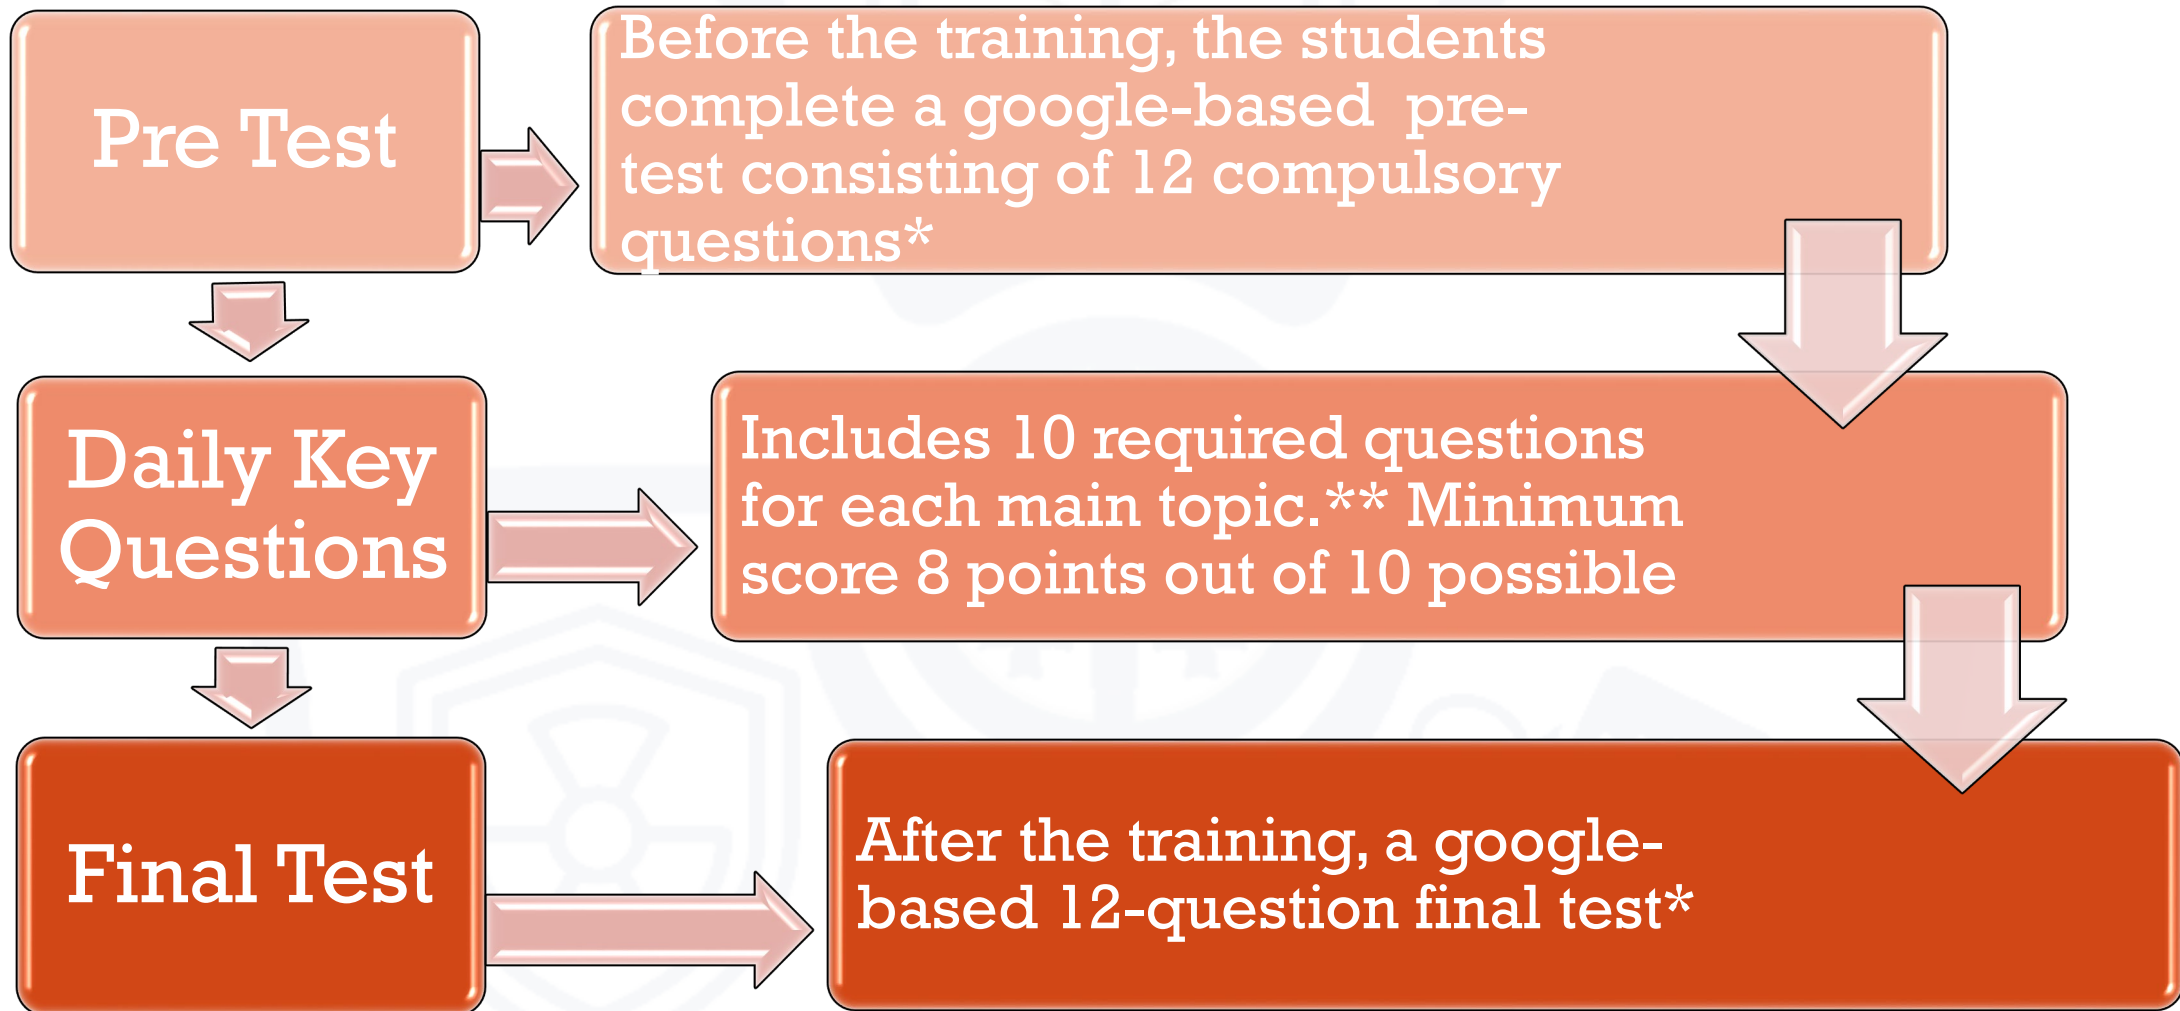 Pre Test
Before the training, the students
complete a google-based  pre-
test consisting of 12 compulsory
questions*
Daily Key
Questions
Includes 10 required questions
for each main topic.** Minimum
score 8 points out of 10 possible
Final Test
After the training, a google-
based 12-question final test*